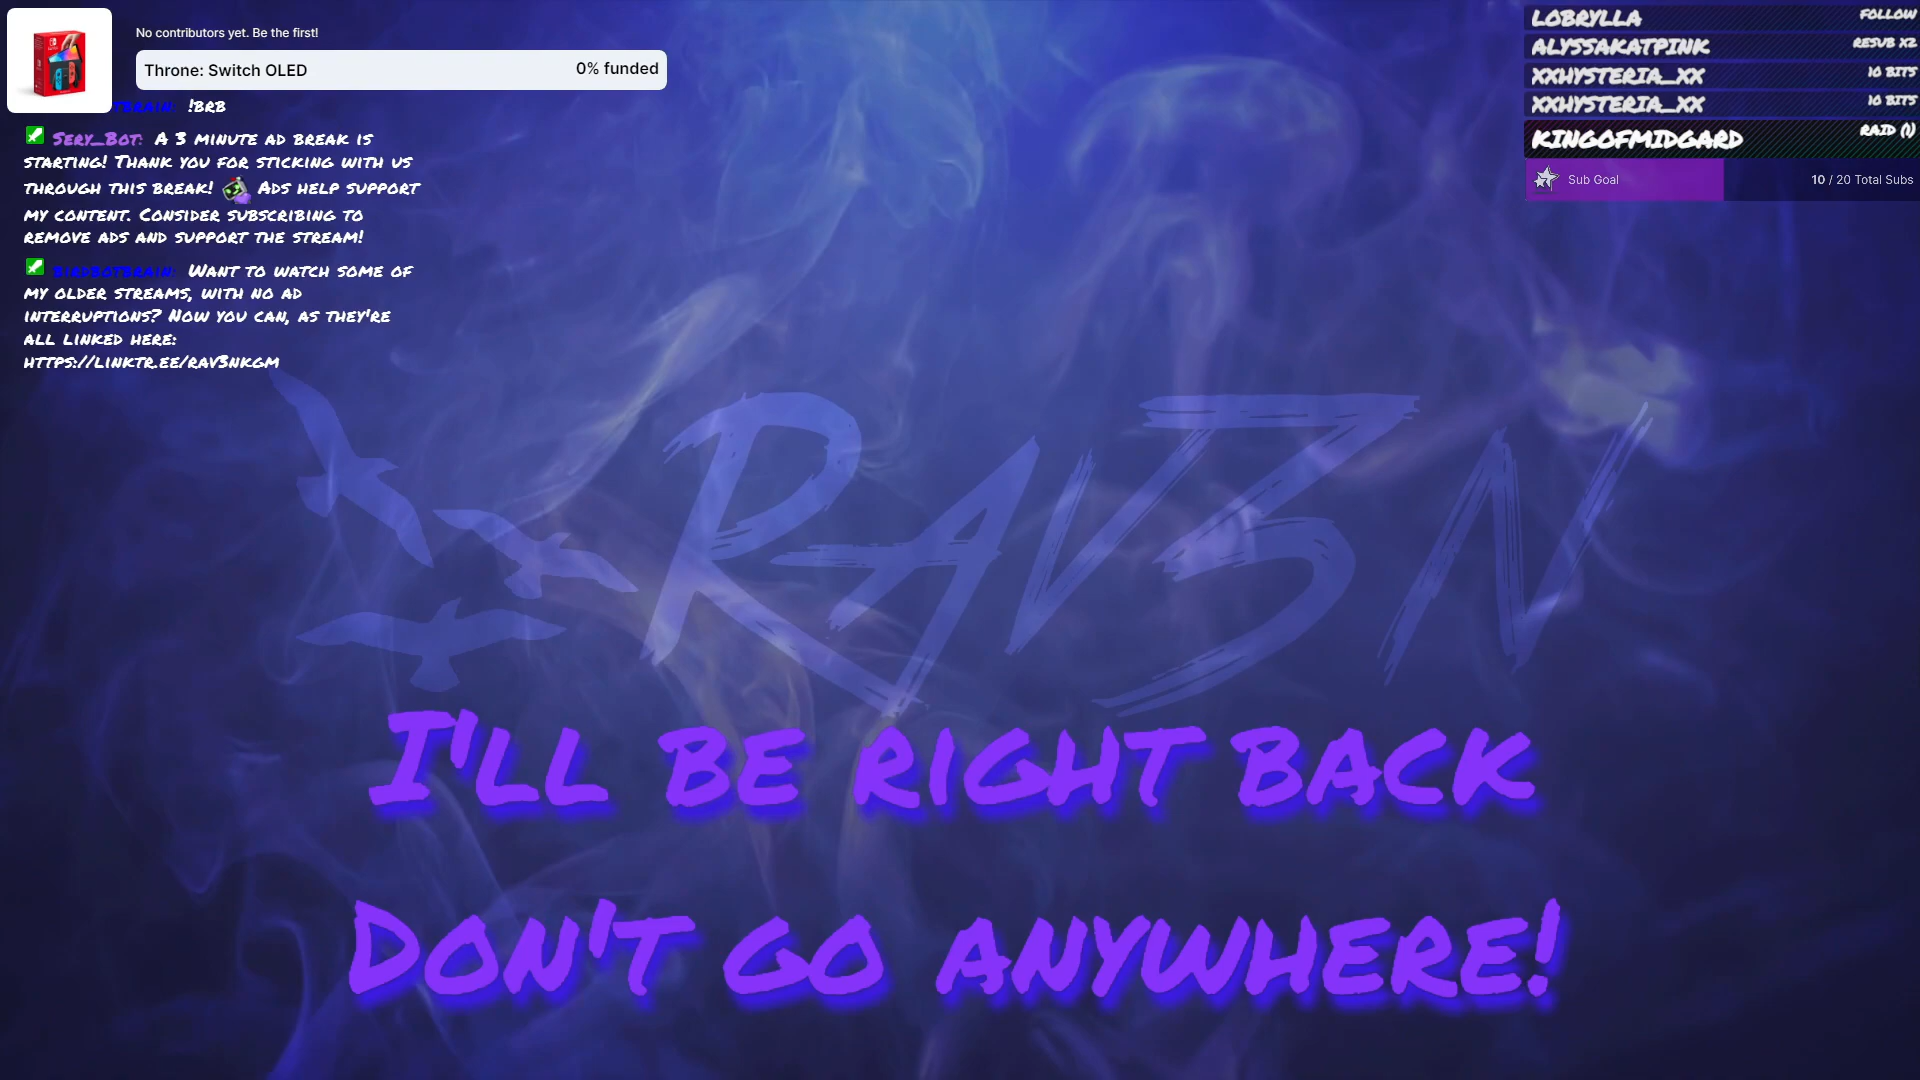 No contributors yet. Be the first!
Throne: Switch OLED 0% funded
!BRB
Sery_Bot: A 3 minute ad break is
starting! Thank you for sticking with us
through this break! Ads help support
my content. Consider subscribing to
remove ads and support the stream!
BirdBotBrain: Want to watch some of
my older streams, with no ad
interruptions? Now you can, as they're
all linked here:
https://linktr.ee/rav3nkgm
LOBRYLLA FOLLOW
ALYSSAKATPINK RESUB X2
XXHYSTERIA_XX 10 BITS
XXHYSTERIA_XX 10 BITS
KINGOFMIDGARD RAID (1)
Sub Goal 10 / 20 Total Subs
RAV3N
I'll be right back
Don't go anywhere!